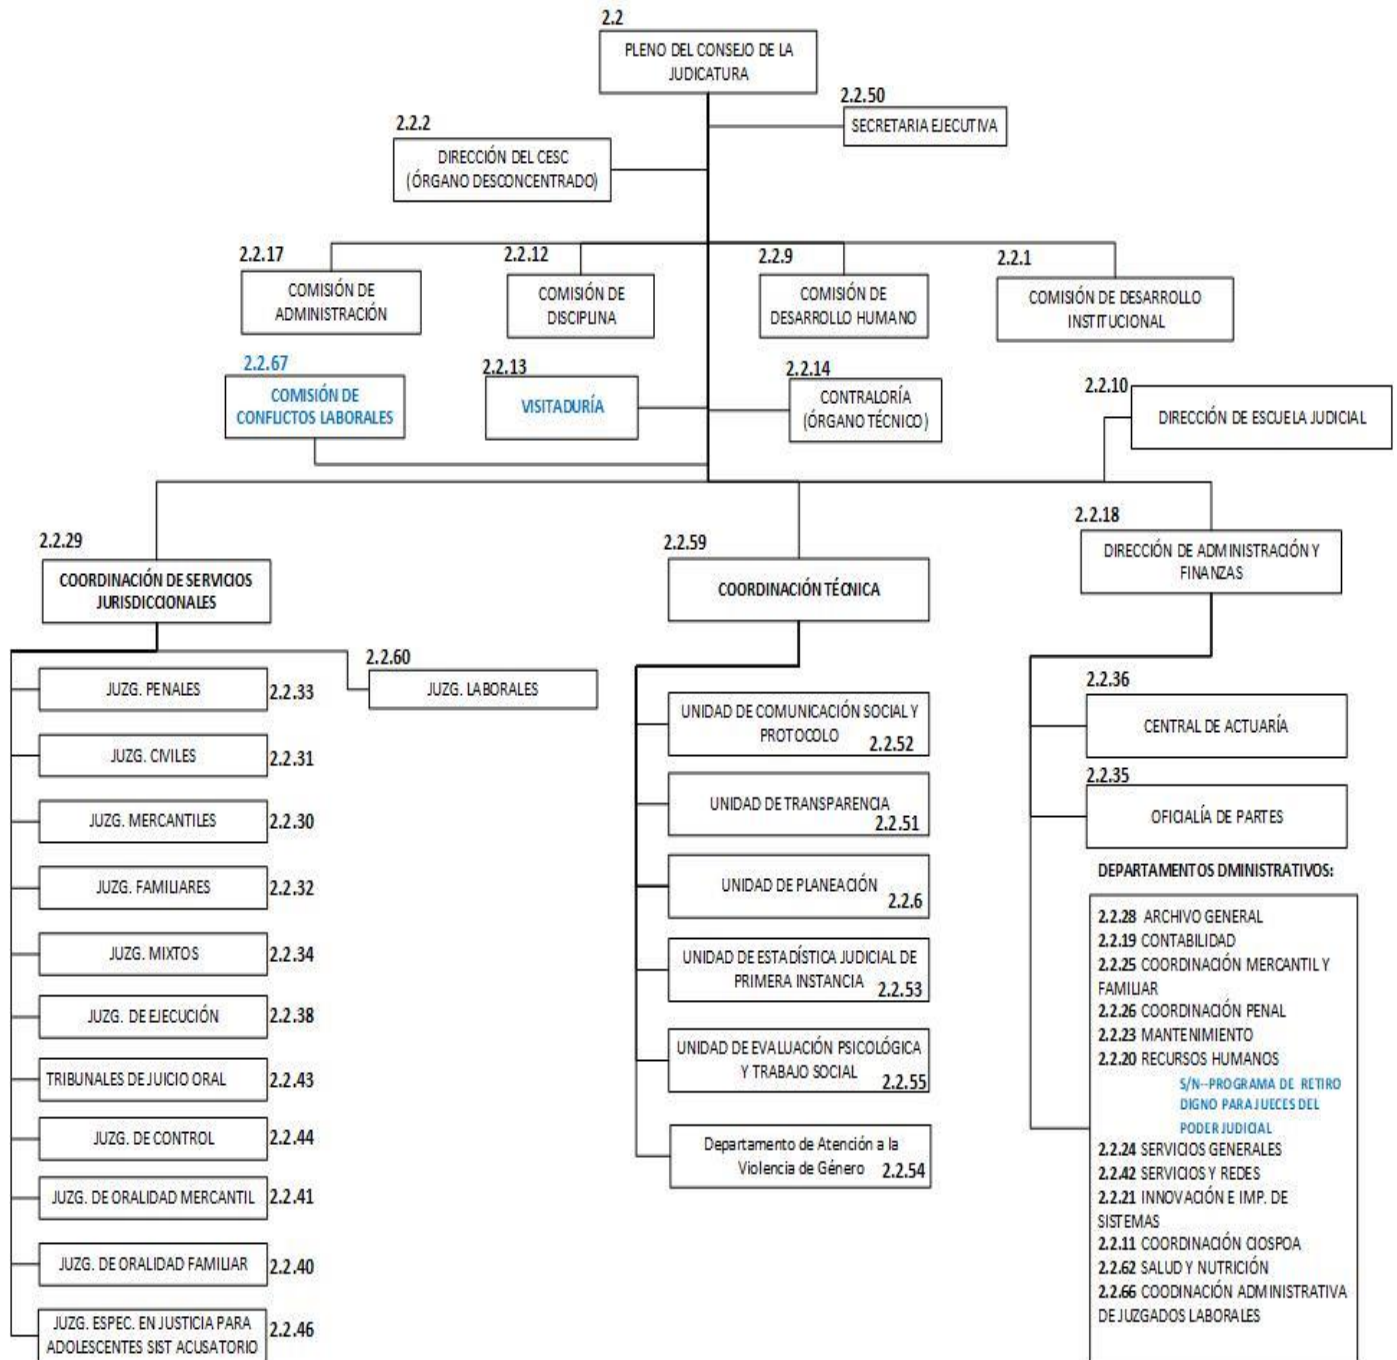 2.2
PLENO DEL CONSEJO DE LA
JUDICATURA
2.2.50
SECRETARIA EJECUTIVA
2.2.2
DIRECCIÓN DEL CESC
(ÓRGANO DESCONCENTRADO)
2.2.17
COMISIÓN DE
ADMINISTRACIÓN
2.2.12
COMISIÓN DE
DISCIPLINA
2.2.9
COMISIÓN DE
DESARROLLO HUMANO
2.2.1
COMISIÓN DE DESARROLLO
INSTITUCIONAL
2.2.67
COMISIÓN DE
CONFLICTOS LABORALES
2.2.13
VISITADURÍA
2.2.14
CONTRALORÍA
(ÓRGANO TÉCNICO)
2.2.10
DIRECCIÓN DE ESCUELA JUDICIAL
2.2.29
COORDINACIÓN DE SERVICIOS
JURISDICCIONALES
2.2.60
JUZG. LABORALES
JUZG. PENALES 2.2.33
JUZG. CIVILES 2.2.31
JUZG. MERCANTILES 2.2.30
JUZG. FAMILIARES 2.2.32
JUZG. MIXTOS 2.2.34
JUZG. DE EJECUCIÓN 2.2.38
TRIBUNALES DE JUICIO ORAL 2.2.43
JUZG. DE CONTROL 2.2.44
JUZG. DE ORALIDAD MERCANTIL 2.2.41
JUZG. DE ORALIDAD FAMILIAR 2.2.40
JUZG. ESPEC. EN JUSTICIA PARA
ADOLESCENTES SIST ACUSATORIO 2.2.46
2.2.59
COORDINACIÓN TÉCNICA
UNIDAD DE COMUNICACIÓN SOCIAL Y
PROTOCOLO 2.2.52
UNIDAD DE TRANSPARENCIA
2.2.51
UNIDAD DE PLANEACIÓN
2.2.6
UNIDAD DE ESTADÍSTICA JUDICIAL DE
PRIMERA INSTANCIA 2.2.53
UNIDAD DE EVALUACIÓN PSICOLÓGICA
Y TRABAJO SOCIAL 2.2.55
Departamento de Atención a la
Violencia de Género 2.2.54
2.2.18
DIRECCIÓN DE ADMINISTRACIÓN Y
FINANZAS
2.2.36
CENTRAL DE ACTUARÍA
2.2.35
OFICIALÍA DE PARTES
DEPARTAMENTOS DMINISTRATIVOS:
2.2.28 ARCHIVO GENERAL
2.2.19 CONTABILIDAD
2.2.25 COORDINACIÓN MERCANTIL Y
FAMILIAR
2.2.26 COORDINACIÓN PENAL
2.2.23 MANTENIMIENTO
2.2.20 RECURSOS HUMANOS
S/N--PROGRAMA DE RETIRO
DIGNO PARA JUECES DEL
PODER JUDICIAL
2.2.24 SERVICIOS GENERALES
2.2.42 SERVICIOS Y REDES
2.2.21 INNOVACIÓN E IMP. DE
SISTEMAS
2.2.11 COORDINACIÓN CIOSPOA
2.2.62 SALUD Y NUTRICIÓN
2.2.66 COODINACIÓN ADMINISTRATIVA
DE JUZGADOS LABORALES